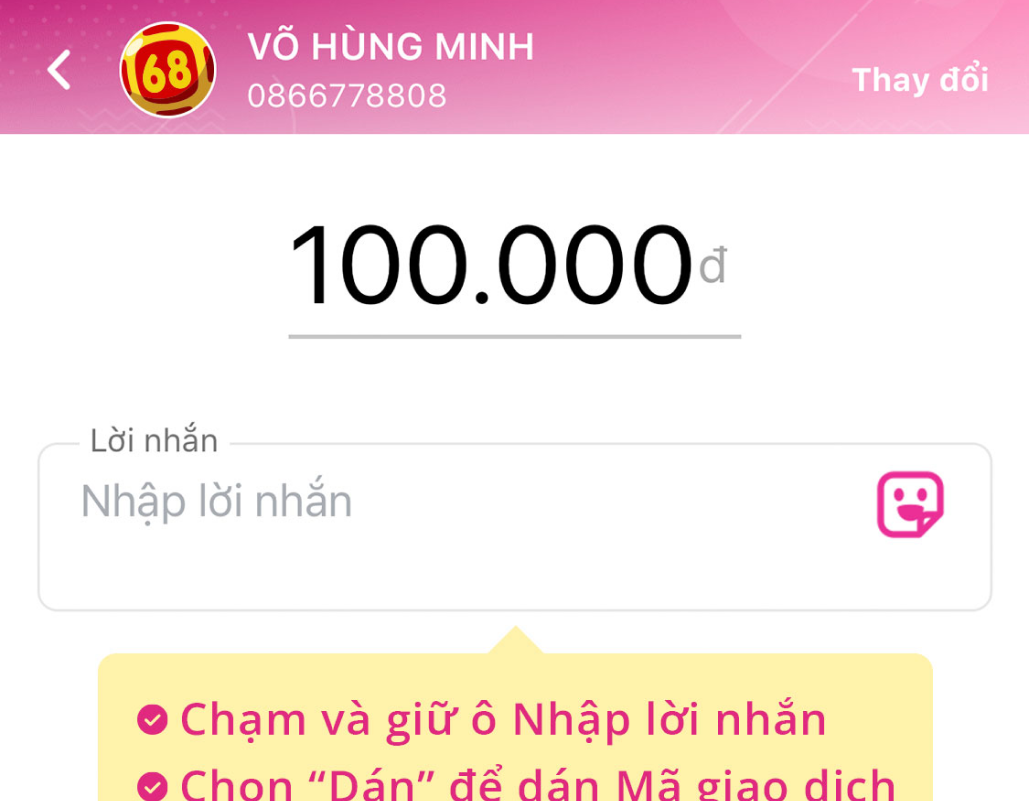 68
VÕ HÙNG MINH
0866778808
Thay đổi
100.000đ
Lời nhắn
Nhập lời nhắn
Chạm và giữ ô Nhập lời nhắn
Chọn “Dán” để dán Mã giao dịch